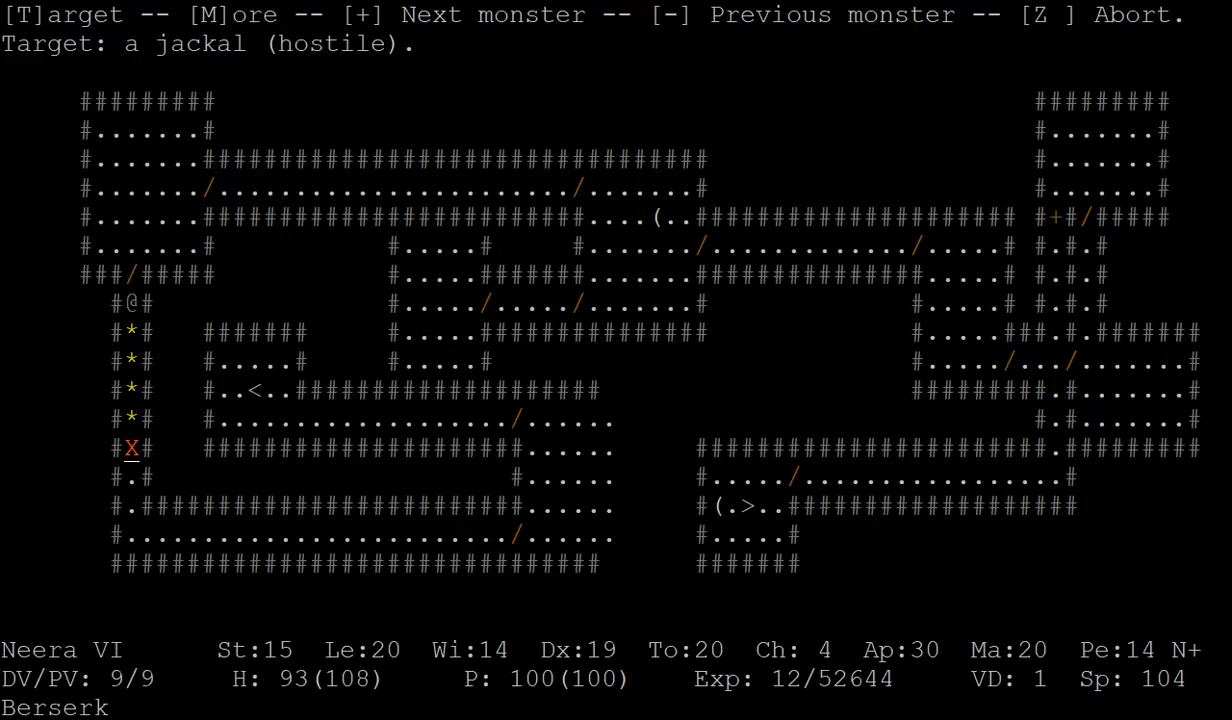 [T]arget -- [M]ore -- [+] Next monster -- [-] Previous monster -- [Z ] Abort.
Target: a jackal (hostile).
     #########                                                     #########
     #.......#                                                     #.......#
     #.......#################################                     #.......#
     #......./......................./.......#                     #.......#
     #.......#########################....(..##################### #+#/#####
     #.......#           #.....#     #......./............./.....# #.#.#
     ###/#####           #.....#######.......###############.....# #.#.#
       #@#               #...../...../.......#             #.....# #.#.#
       #*#   #######     #.....###############             #.....###.#.#######
       #*#   #.....#     #.....#                           #...../.../.......#
       #*#   #..<..####################                    #########.#.......#
       #*#   #.................../......                           #.#.......#
       #X#   #####################......     #######################.#########
       #.#                       #......     #...../................#
       #.#########################......     #(.>..###################
       #......................../......      #.....#
       ################################      #######
Neera VI      St:15  Le:20  Wi:14  Dx:19  To:20  Ch: 4  Ap:30  Ma:20  Pe:14 N+
DV/PV: 9/9     H: 93(108)     P: 100(100)    Exp: 12/52644     VD: 1  Sp: 104
Berserk